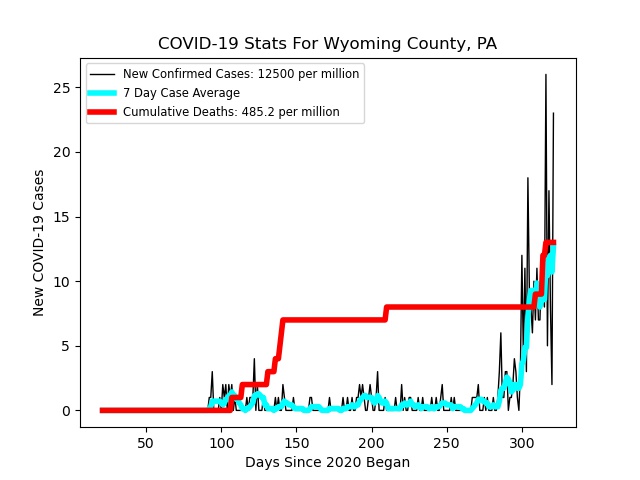 COVID-19 Stats For Wyoming County, PA
New Confirmed Cases: 12500 per million
7 Day Case Average
Cumulative Deaths: 485.2 per million
New COVID-19 Cases
25
20
15
10
5
0
50
100
150
200
250
300
Days Since 2020 Began